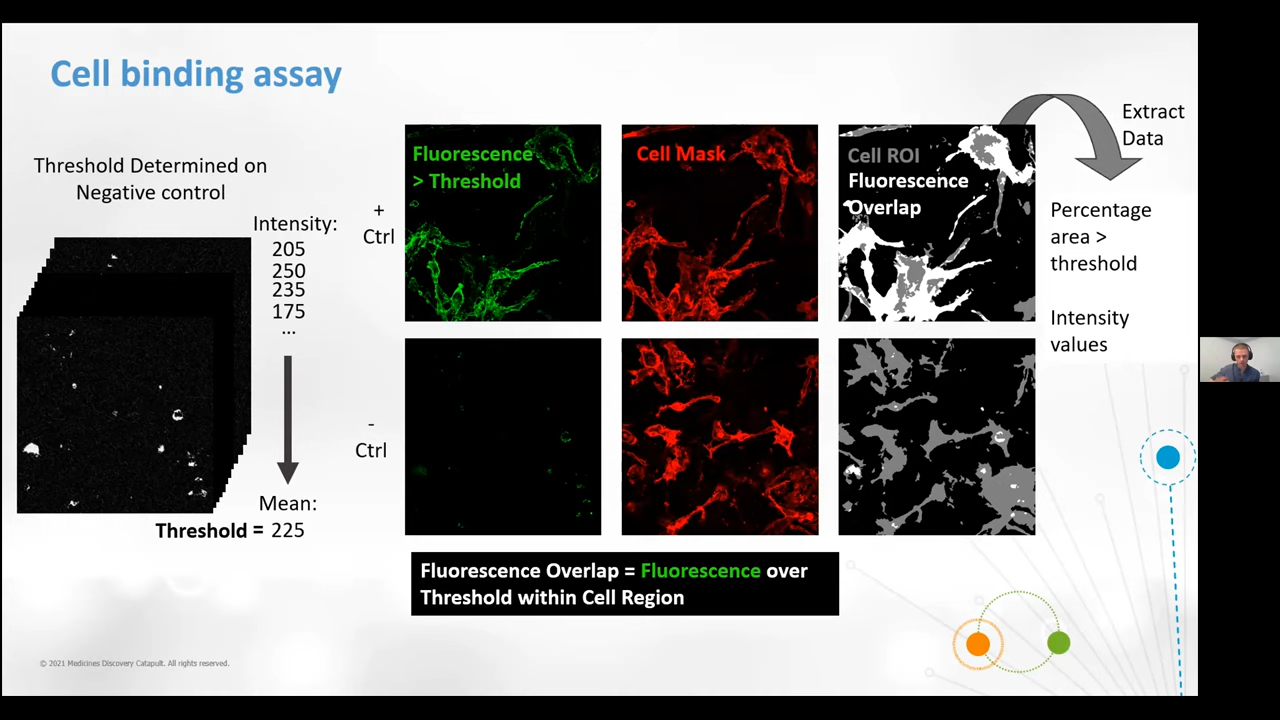 Cell binding assay
Threshold Determined on
Negative control
Intensity:
205
250
235
175
...
Mean:
Threshold = 225
+
Ctrl
-
Ctrl
Fluorescence
> Threshold
Cell Mask
Cell ROI
Fluorescence
Overlap
Extract
Data
Percentage
area >
threshold
Intensity
values
Fluorescence Overlap = Fluorescence over
Threshold within Cell Region
© 2021 Medicines Discovery Catapult. All rights reserved.